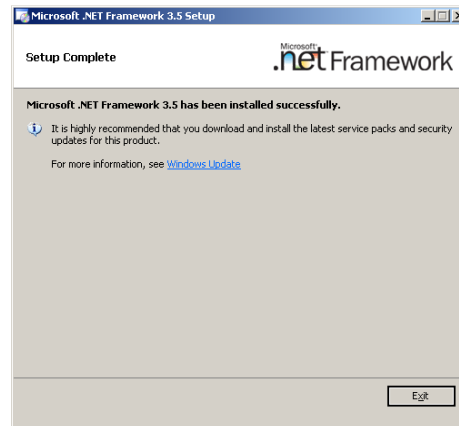 Microsoft .NET Framework 3.5 Setup
Setup Complete
Microsoft
.net Framework
Microsoft .NET Framework 3.5 has been installed successfully.
It is highly recommended that you download and install the latest service packs and security
updates for this product.
For more information, see Windows Update
Exit